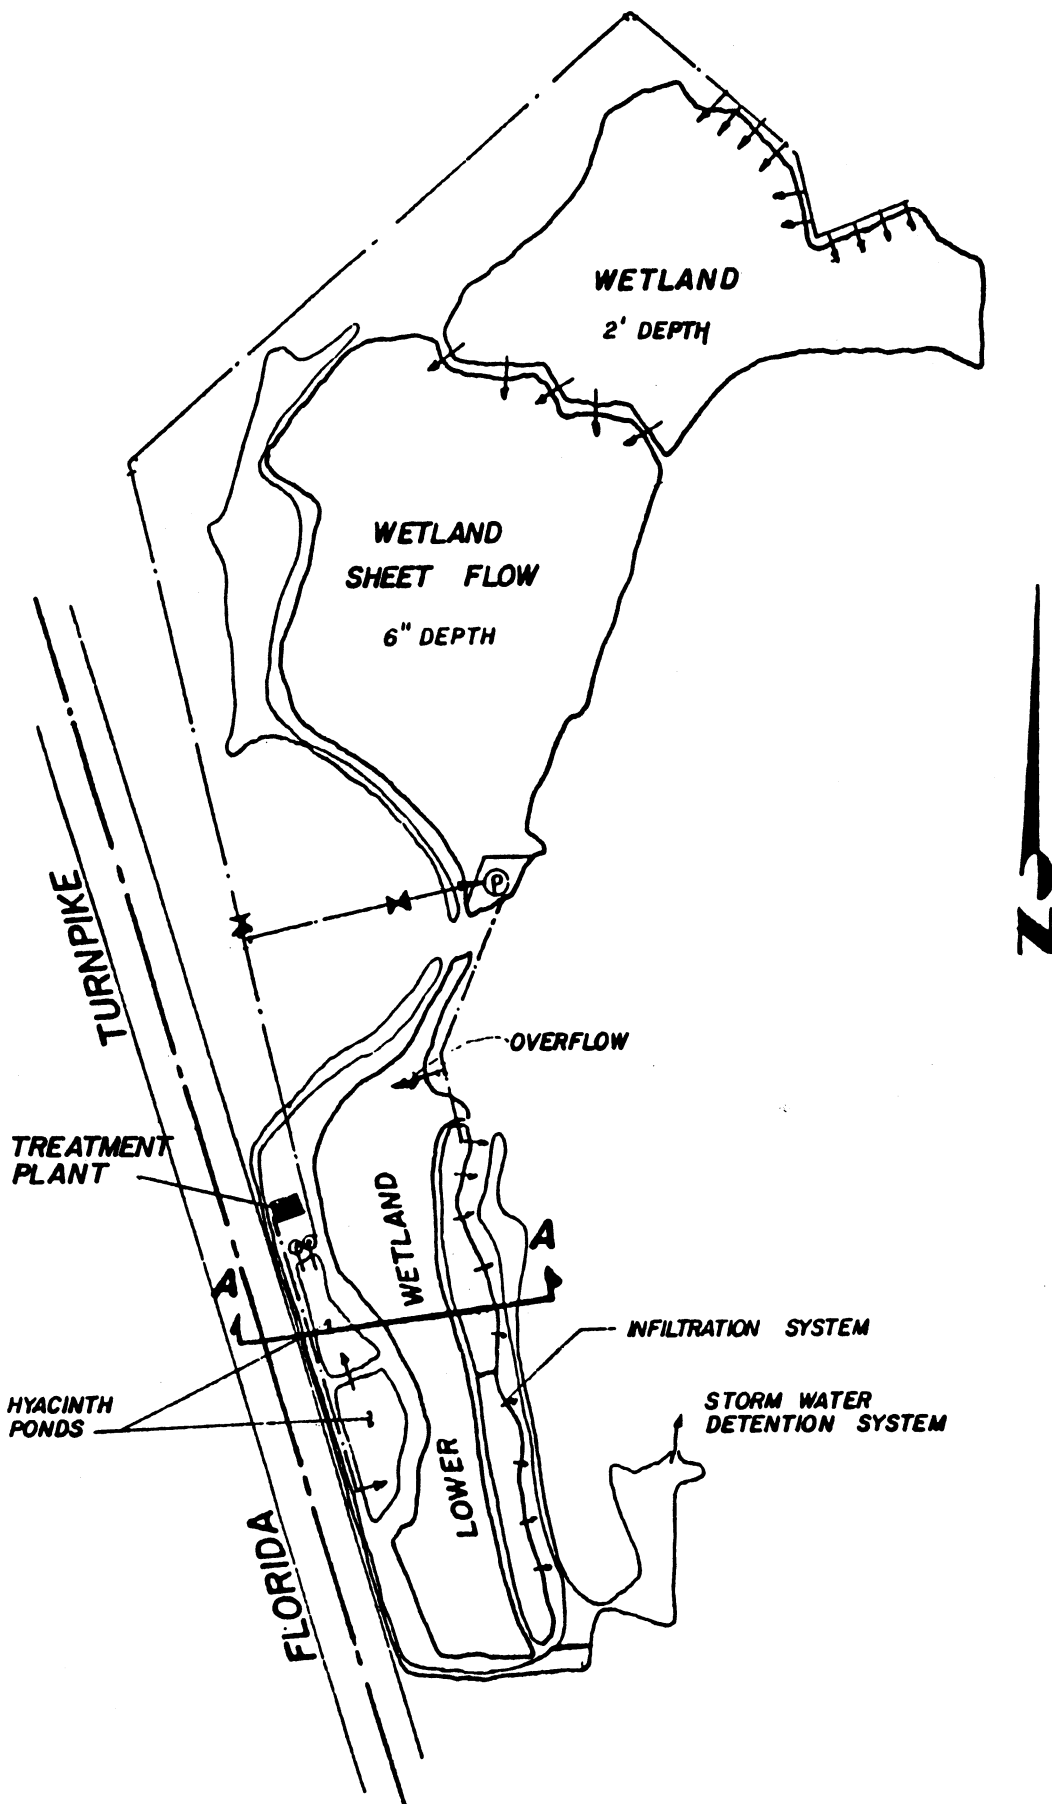 WETLAND
2' DEPTH
WETLAND
SHEET FLOW
6" DEPTH
Z
P
TURNPIKE
OVERFLOW
TREATMENT
PLANT
WETLAND
A
A
INFILTRATION SYSTEM
HYACINTH
PONDS
STORM WATER
DETENTION SYSTEM
LOWER
FLORIDA